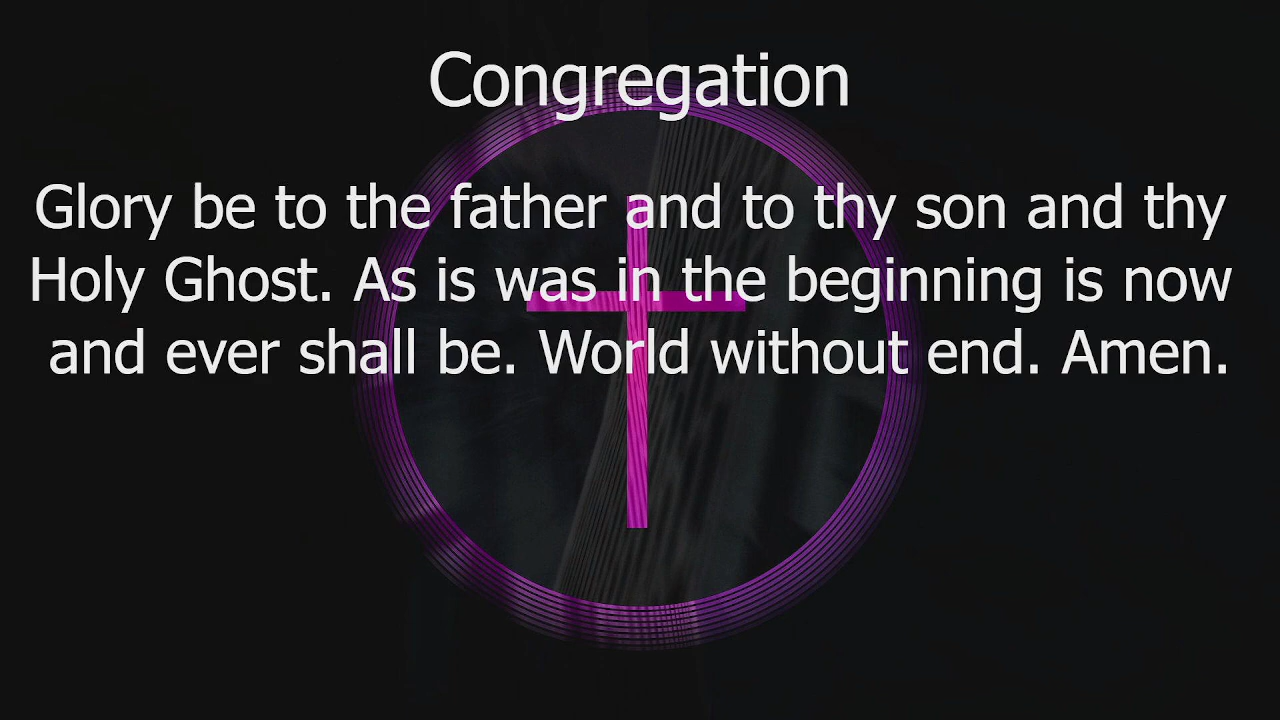 Congregation
Glory be to the father and to thy son and thy
Holy Ghost. As is was in the beginning is now
and ever shall be. World without end. Amen.